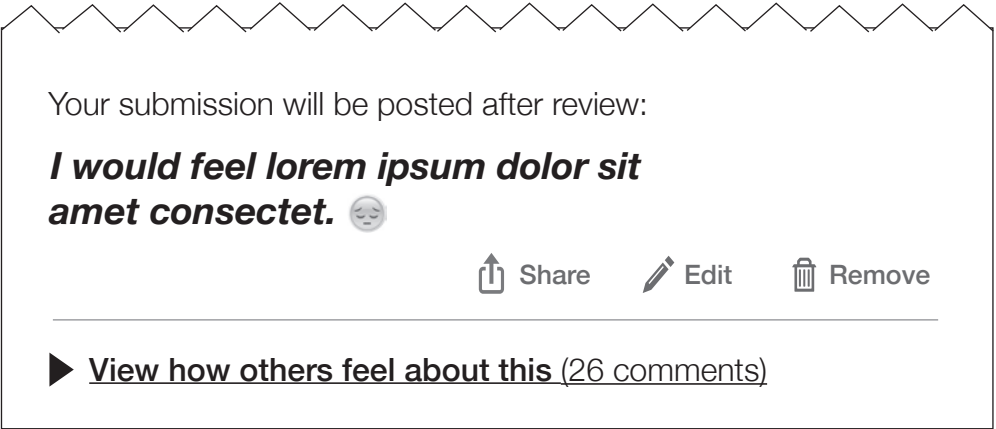 Your submission will be posted after review:
I would feel lorem ipsum dolor sit
amet consectet. 😔
Share Edit Remove
View how others feel about this (26 comments)